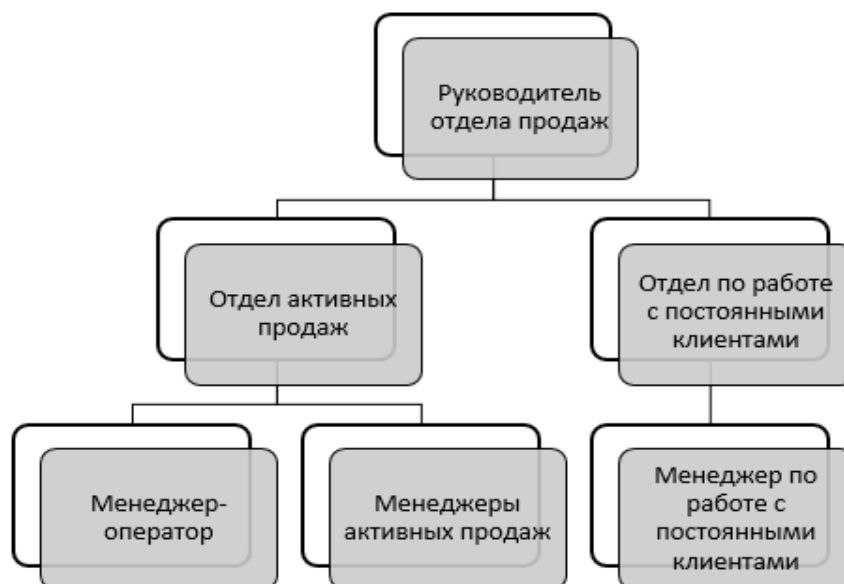 Руководитель
отдела продаж
Отдел активных
продаж
Отдел по работе
с постоянными
клиентами
Менеджер-
оператор
Менеджеры
активных продаж
Менеджер по
работе с
постоянными
клиентами